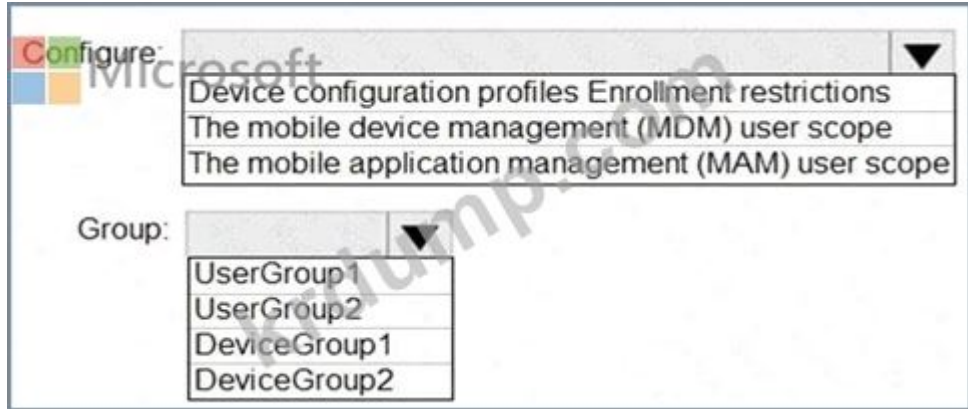 Configure:
Microsoft
Device configuration profiles Enrollment restrictions
The mobile device management (MDM) user scope
The mobile application management (MAM) user scope
Group:
UserGroup1
UserGroup2
DeviceGroup1
DeviceGroup2